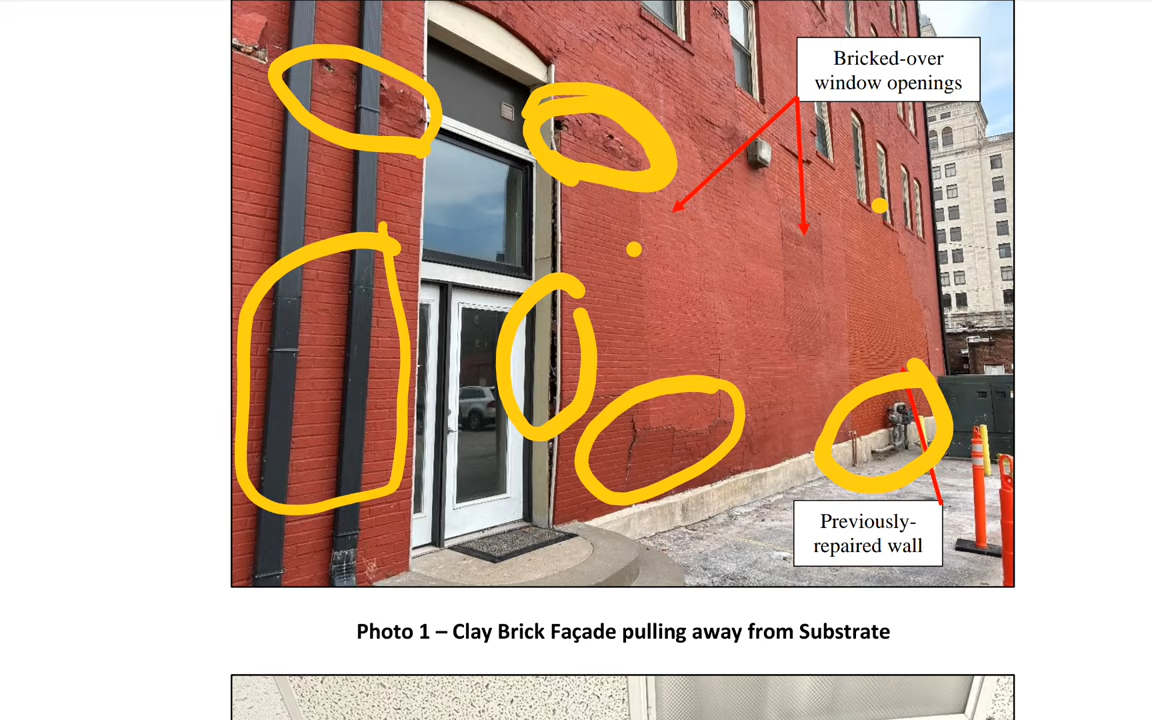 Bricked-over
window openings
Previously-
repaired wall
Photo 1 – Clay Brick Façade pulling away from Substrate